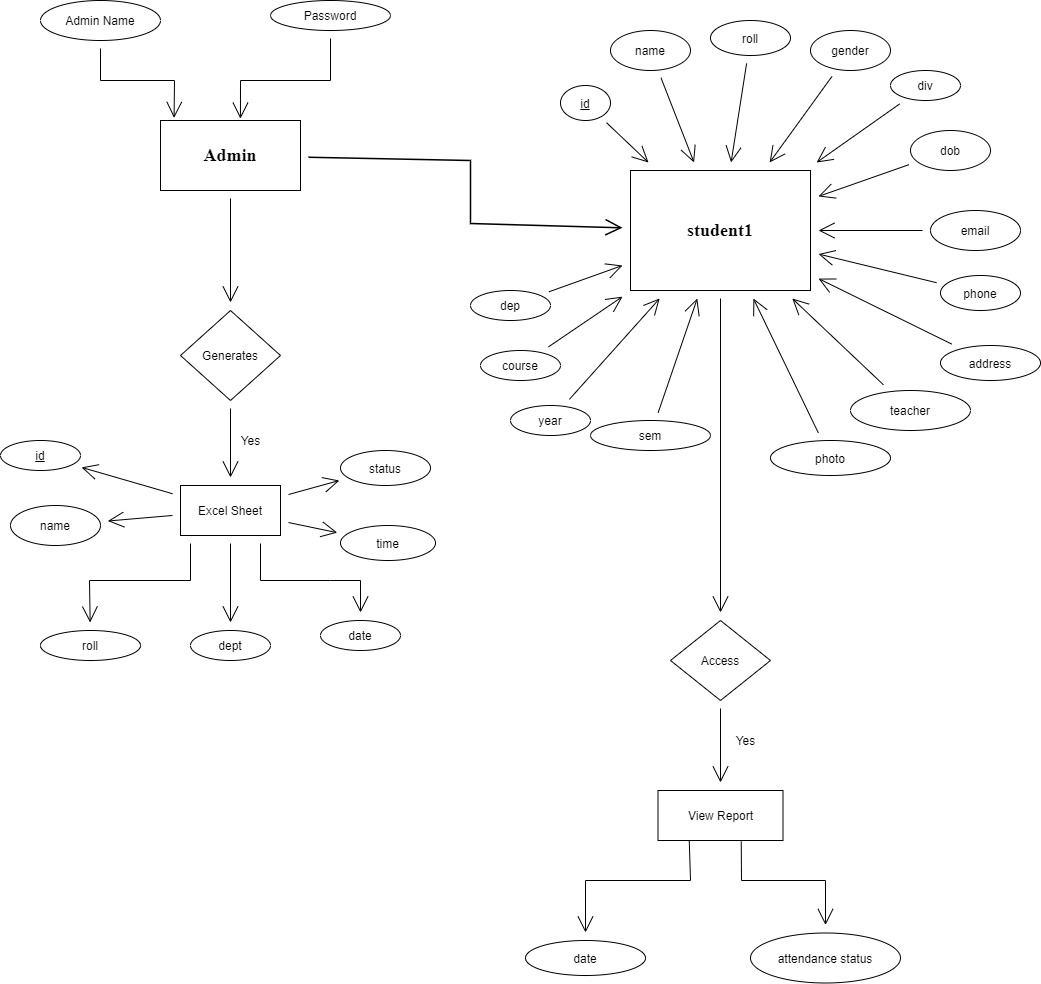 Admin Name
Password
Admin
name
roll
gender
id
div
dob
email
phone
address
teacher
photo
sem
year
course
dep
student1
Generates
Yes
Excel Sheet
id
name
roll
dept
date
time
status
Access
Yes
View Report
date
attendance status